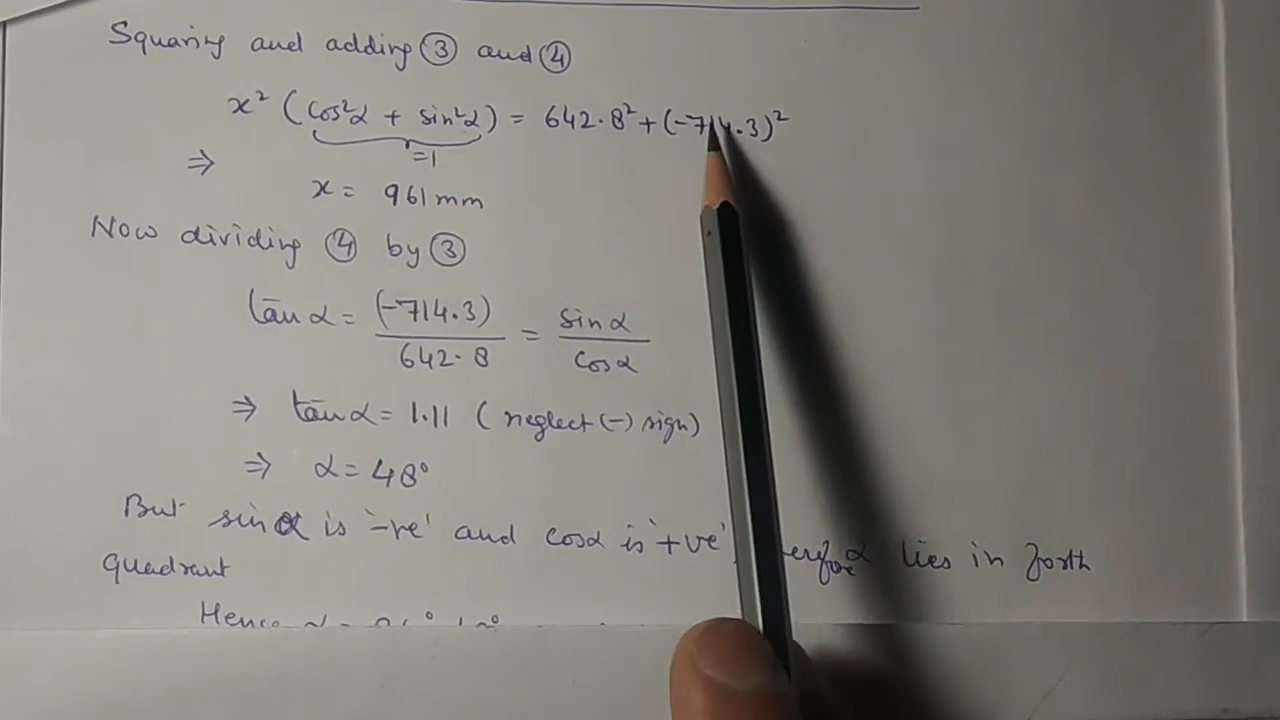 Squaring and adding ③ and ④
x² (cos²α + sin²α) = 642.8² + (-714.3)²
=1
⇒ x = 961 mm
Now dividing ④ by ③
tan α = (-714.3) / 642.8 = sin α / cos α
⇒ tan α = 1.11 ( neglect (-) sign)
⇒ α = 48°
But sin α is '-ve' and cos α is '+ve' α lies in forth
quadrant
Hence